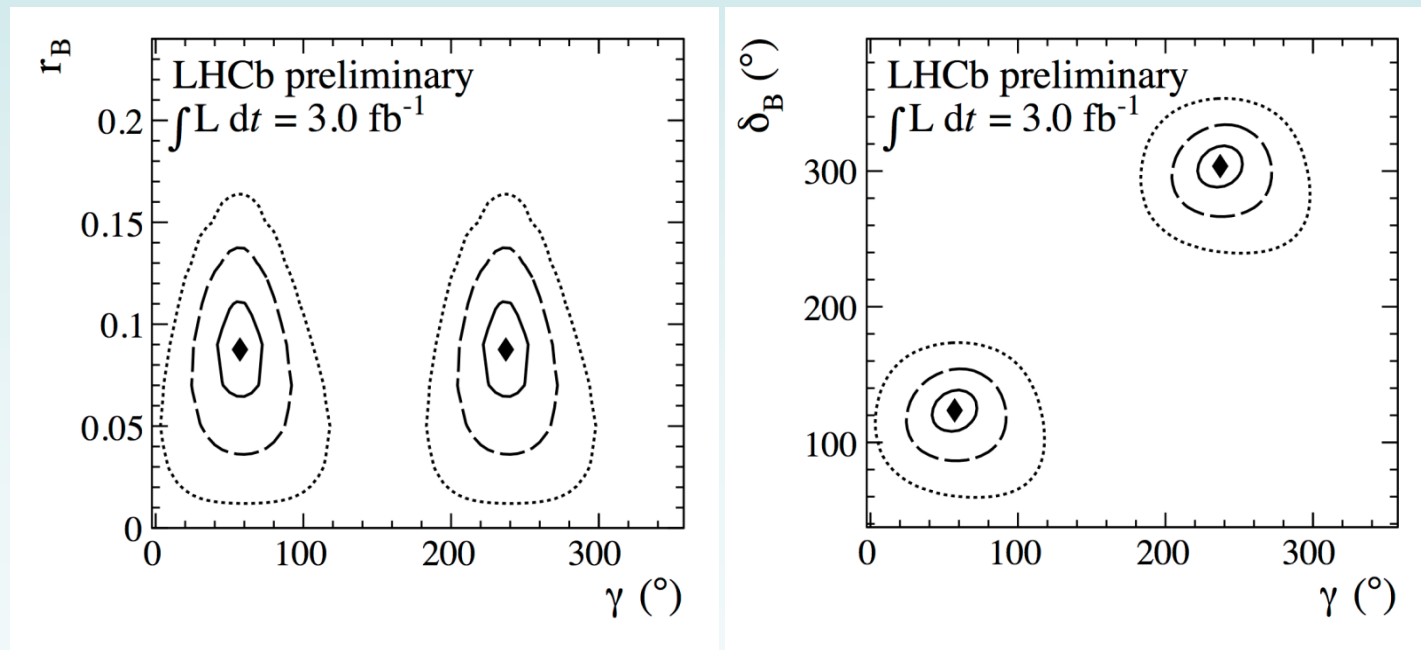 r_B
LHCb preliminary
∫L dt = 3.0 fb⁻¹
0.2
0.15
0.1
0.05
0
0 100 200 300
γ (°)
δ_B (°)
LHCb preliminary
∫L dt = 3.0 fb⁻¹
300
200
100
0 100 200 300
γ (°)